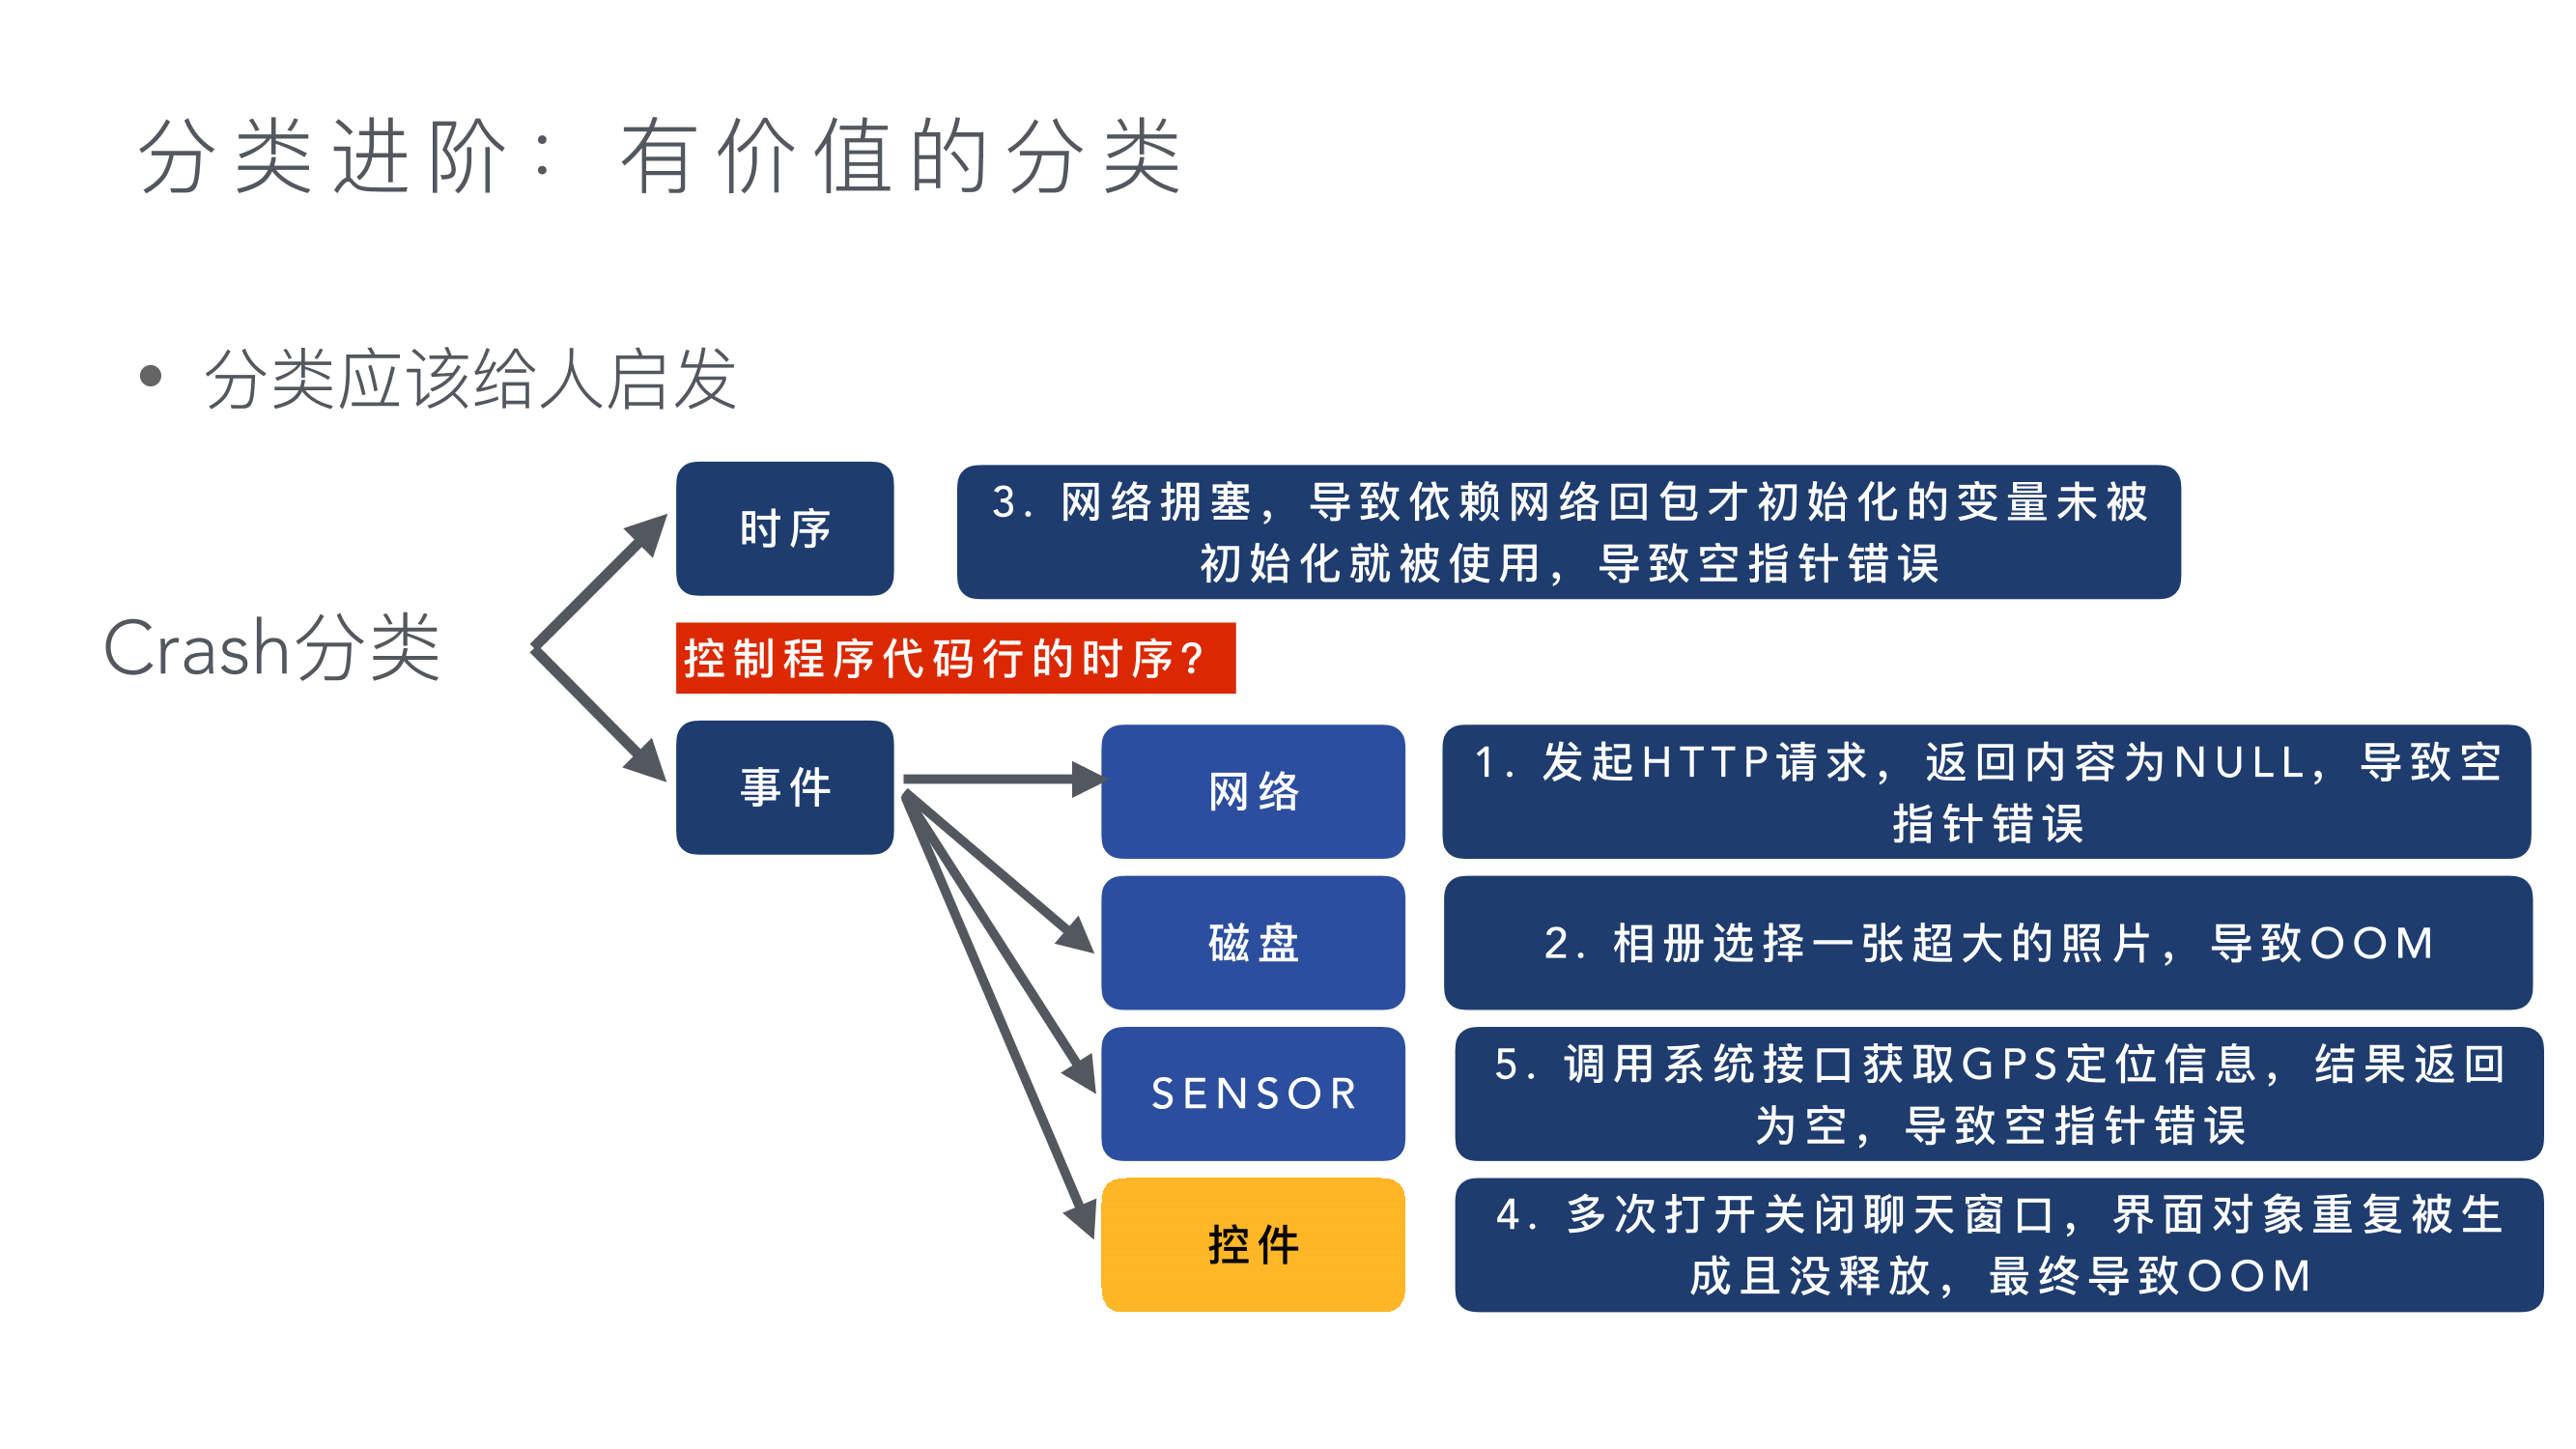 分类进阶：有价值的分类
• 分类应该给人启发
时序
3. 网络拥塞，导致依赖网络回包才初始化的变量未被
初始化就被使用，导致空指针错误
Crash分类
控制程序代码行的时序?
事件
网络
1. 发起HTTP请求，返回内容为NULL，导致空
指针错误
磁盘
2. 相册选择一张超大的照片，导致OOM
SENSOR
5. 调用系统接口获取GPS定位信息，结果返回
为空，导致空指针错误
控件
4. 多次打开关闭聊天窗口，界面对象重复被生
成且没释放，最终导致OOM